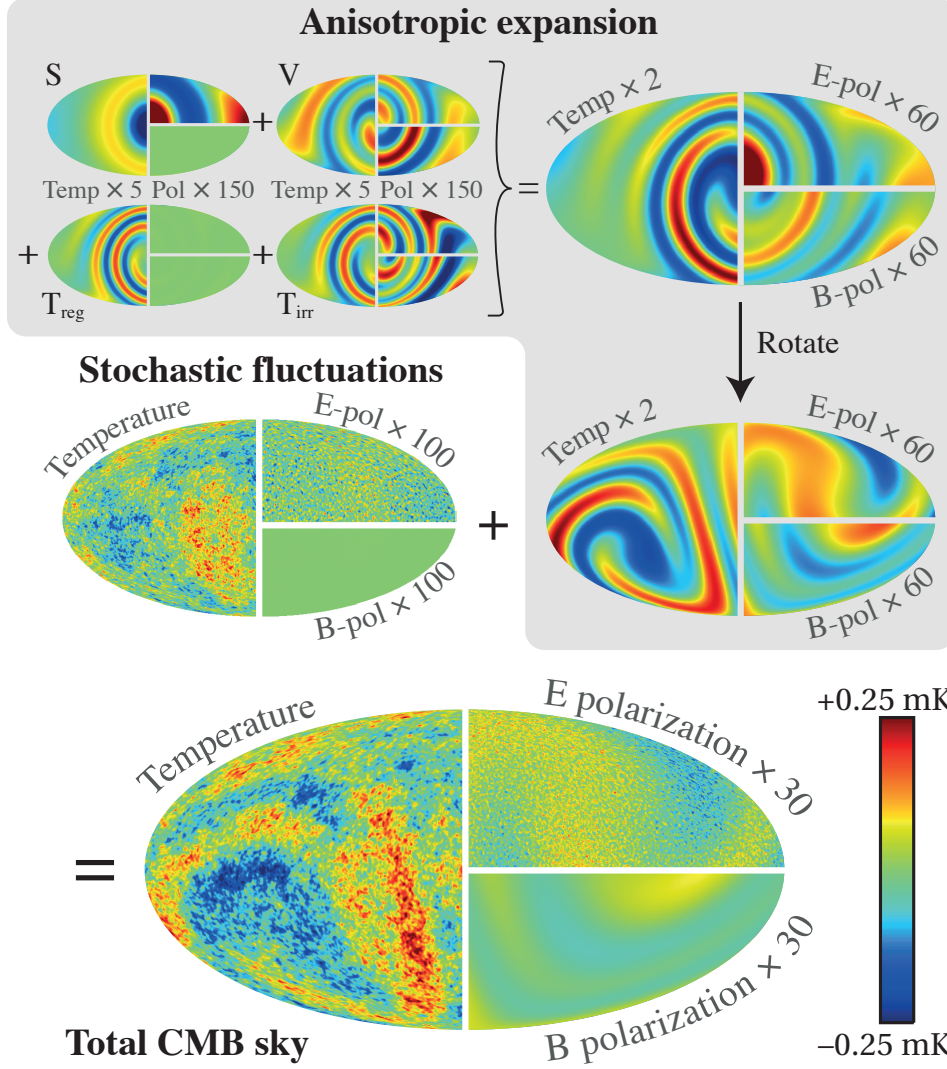 Anisotropic expansion
S
V
+
Temp × 5 Pol × 150
Temp × 5 Pol × 150
+
+
T_reg
T_irr
=
Temp × 2
E-pol × 60
B-pol × 60
Rotate
Stochastic fluctuations
Temperature
E-pol × 100
B-pol × 100
+
Temp × 2
E-pol × 60
B-pol × 60
=
Temperature
E polarization × 30
B polarization × 30
Total CMB sky
+0.25 mK
−0.25 mK